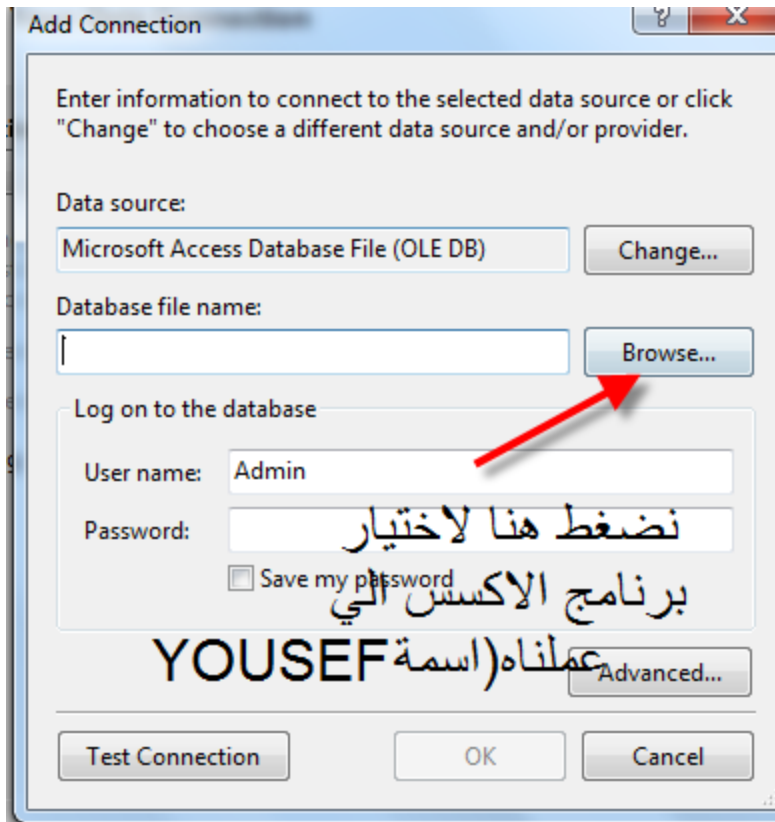 Add Connection
Enter information to connect to the selected data source or click
"Change" to choose a different data source and/or provider.
Data source:
Microsoft Access Database File (OLE DB)
Change...
Database file name:
Browse...
Log on to the database
User name:
Admin
Password:
نضغط هنا لاختيار
Save my password
برنامج الاكسس الي
عملناه(اسمة YOUSEF
Advanced...
Test Connection
OK
Cancel